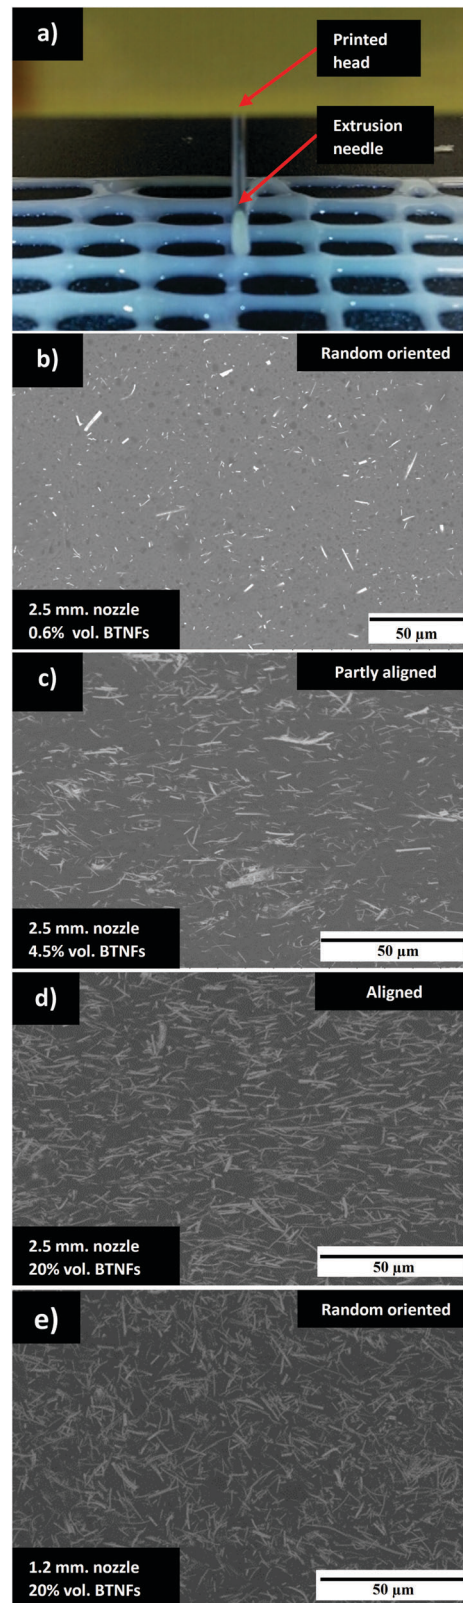 a)
Printed
head
Extrusion
needle
b)
Random oriented
2.5 mm. nozzle
0.6% vol. BTNFs
50 µm
c)
Partly aligned
2.5 mm. nozzle
4.5% vol. BTNFs
50 µm
d)
Aligned
2.5 mm. nozzle
20% vol. BTNFs
50 µm
e)
Random oriented
1.2 mm. nozzle
20% vol. BTNFs
50 µm